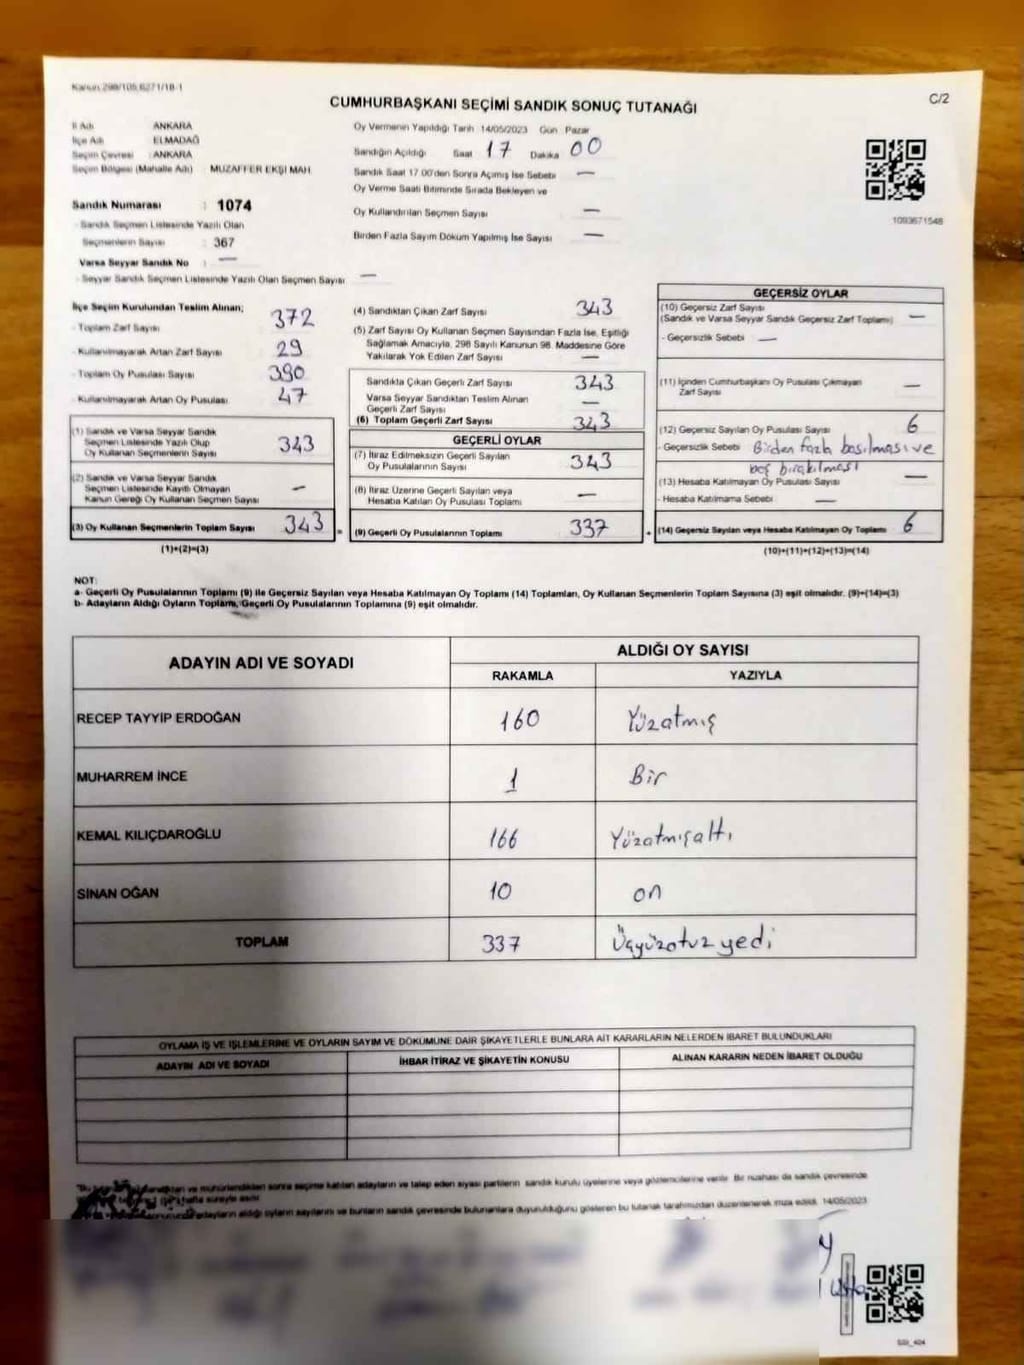 Kanun:298/105,6271/18-1
CUMHURBAŞKANI SEÇİMİ SANDIK SONUÇ TUTANAĞI
C/2
İl Adı ANKARA
İlçe Adı ELMADAĞ
Seçim Çevresi : ANKARA
Seçim Bölgesi (Mahalle Adı) : MUZAFFER EKŞİ MAH.
Sandık Numarası : 1074
- Sandık Seçmen Listesinde Yazılı Olan
Seçmenlerin Sayısı : 367
Varsa Seyyar Sandık No : —
- Seyyar Sandık Seçmen Listesinde Yazılı Olan Seçmen Sayısı —
Oy Vermenin Yapıldığı Tarih 14/05/2023 Gün Pazar
Sandığın Açıldığı Saat 17 Dakika 00
Sandık Saat 17.00'den Sonra Açılmış İse Sebebi —
Oy Verme Saati Bitiminde Sırada Bekleyen ve
Oy Kullandırılan Seçmen Sayısı —
Birden Fazla Sayım Döküm Yapılmış İse Sayısı —
1093671548
İlçe Seçim Kurulundan Teslim Alınan;
- Toplam Zarf Sayısı 372
- Kullanılmayarak Artan Zarf Sayısı 29
- Toplam Oy Pusulası Sayısı 390
- Kullanılmayarak Artan Oy Pusulası 47
(1) Sandık ve Varsa Seyyar Sandık
Seçmen Listesinde Yazılı Olup
Oy Kullanan Seçmenlerin Sayısı 343
(2) Sandık ve Varsa Seyyar Sandık
Seçmen Listesinde Kayıtlı Olmayan
Kanun Gereği Oy Kullanan Seçmen Sayısı —
(3) Oy Kullanan Seçmenlerin Toplam Sayısı 343 =
(1)+(2)=(3)
(4) Sandıktan Çıkan Zarf Sayısı 343
(5) Zarf Sayısı Oy Kullanan Seçmen Sayısından Fazla İse, Eşitliği
Sağlamak Amacıyla, 298 Sayılı Kanunun 98. Maddesine Göre
Yakılarak Yok Edilen Zarf Sayısı —
Sandıkta Çıkan Geçerli Zarf Sayısı 343
Varsa Seyyar Sandıktan Teslim Alınan
Geçerli Zarf Sayısı —
(6) Toplam Geçerli Zarf Sayısı 343
GEÇERLİ OYLAR
(7) İtiraz Edilmeksizin Geçerli Sayılan
Oy Pusulalarının Sayısı 343
(8) İtiraz Üzerine Geçerli Sayılan veya
Hesaba Katılan Oy Pusulası Toplamı —
(9) Geçerli Oy Pusulalarının Toplamı 337 +
GEÇERSİZ OYLAR
(10) Geçersiz Zarf Sayısı
(Sandık ve Varsa Seyyar Sandık Geçersiz Zarf Toplamı) —
- Geçersizlik Sebebi —
(11) İçinden Cumhurbaşkanı Oy Pusulası Çıkmayan
Zarf Sayısı —
(12) Geçersiz Sayılan Oy Pusulası Sayısı 6
- Geçersizlik Sebebi Birden fazla basılması ve
boş bırakılması
(13) Hesaba Katılmayan Oy Pusulası Sayısı —
- Hesaba Katılmama Sebebi —
(14) Geçersiz Sayılan veya Hesaba Katılmayan Oy Toplamı 6
(10)+(11)+(12)+(13)=(14)
NOT:
a- Geçerli Oy Pusulalarının Toplamı (9) ile Geçersiz Sayılan veya Hesaba Katılmayan Oy Toplamı (14) Toplamları, Oy Kullanan Seçmenlerin Toplam Sayısına (3) eşit olmalıdır. (9)+(14)=(3)
b- Adayların Aldığı Oyların Toplamı, Geçerli Oy Pusulalarının Toplamına (9) eşit olmalıdır.
ADAYIN ADI VE SOYADI
ALDIĞI OY SAYISI
RAKAMLA YAZIYLA
RECEP TAYYİP ERDOĞAN 160 Yüzatmış
MUHARREM İNCE 1 Bir
KEMAL KILIÇDAROĞLU 166 Yüzatmışaltı
SİNAN OĞAN 10 on
TOPLAM 337 Üçyüzotuz yedi
OYLAMA İŞ VE İŞLEMLERİNE VE OYLARIN SAYIM VE DÖKÜMÜNE DAİR ŞİKAYETLERLE BUNLARA AİT KARARLARIN NELERDEN İBARET BULUNDUKLARI
ADAYIN ADI VE SOYADI
İHBAR İTİRAZ VE ŞİKAYETİN KONUSU
ALINAN KARARIN NEDEN İBARET OLDUĞU
mühürlendikten sonra seçime katılan adayların ve talep eden siyasi partilerin sandık kurulu üyelerine veya gözlemcilerine verilir. Bir nüshası da sandık çevresinde
hafta süreyle asılır.
adayların aldığı oyların sayılarını ve bunların sandık çevresinde bulunanlara duyurulduğunu gösteren bu tutanak tarafımızdan düzenlenerek imza edildi. 14/05/2023
SSI_404